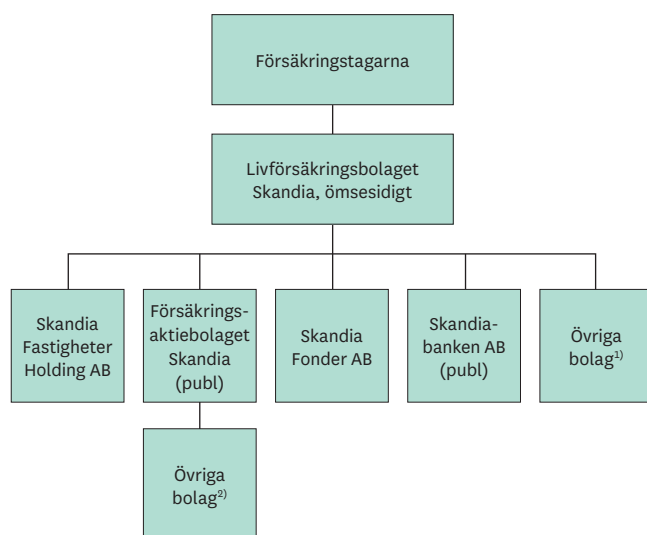 Försäkringstagarna
Livförsäkringsbolaget
Skandia, ömsesidigt
Skandia
Fastigheter
Holding AB
Försäkrings-
aktiebolaget
Skandia
(publ)
Skandia
Fonder AB
Skandia-
banken AB
(publ)
Övriga
bolag1)
Övriga
bolag2)